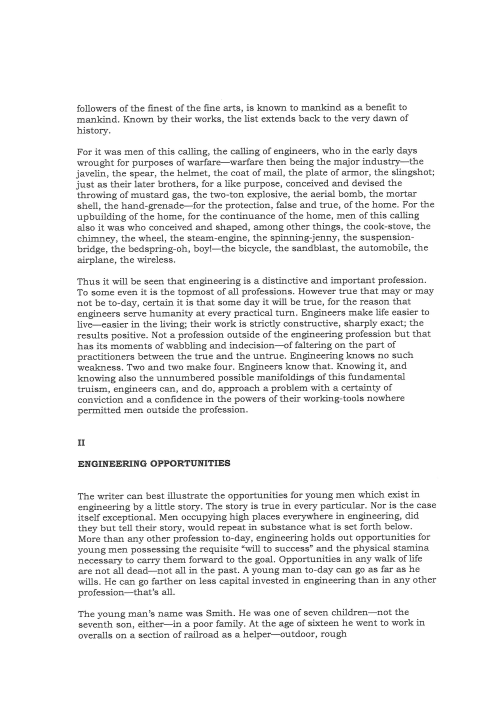 followers of the finest of the fine arts, is known to mankind as a benefit to
mankind. Known by their works, the list extends back to the very dawn of
history.
For it was men of this calling, the calling of engineers, who in the early days
wrought for purposes of warfare—warfare then being the major industry—the
javelin, the spear, the helmet, the coat of mail, the plate of armor, the slingshot;
just as their later brothers, for a like purpose, conceived and devised the
throwing of mustard gas, the two-ton explosive, the aerial bomb, the mortar
shell, the hand-grenade—for the protection, false and true, of the home. For the
upbuilding of the home, for the continuance of the home, men of this calling
also it was who conceived and shaped, among other things, the cook-stove, the
chimney, the wheel, the steam-engine, the spinning-jenny, the suspension-
bridge, the bedspring-oh, boy!—the bicycle, the sandblast, the automobile, the
airplane, the wireless.
Thus it will be seen that engineering is a distinctive and important profession.
To some even it is the topmost of all professions. However true that may or may
not be to-day, certain it is that some day it will be true, for the reason that
engineers serve humanity at every practical turn. Engineers make life easier to
live—easier in the living; their work is strictly constructive, sharply exact; the
results positive. Not a profession outside of the engineering profession but that
has its moments of wabbling and indecision—of faltering on the part of
practitioners between the true and the untrue. Engineering knows no such
weakness. Two and two make four. Engineers know that. Knowing it, and
knowing also the unnumbered possible manifoldings of this fundamental
truism, engineers can, and do, approach a problem with a certainty of
conviction and a confidence in the powers of their working-tools nowhere
permitted men outside the profession.
II
ENGINEERING OPPORTUNITIES
The writer can best illustrate the opportunities for young men which exist in
engineering by a little story. The story is true in every particular. Nor is the case
itself exceptional. Men occupying high places everywhere in engineering, did
they but tell their story, would repeat in substance what is set forth below.
More than any other profession to-day, engineering holds out opportunities for
young men possessing the requisite "will to success" and the physical stamina
necessary to carry them forward to the goal. Opportunities in any walk of life
are not all dead—not all in the past. A young man to-day can go as far as he
wills. He can go farther on less capital invested in engineering than in any other
profession—that's all.
The young man's name was Smith. He was one of seven children—not the
seventh son, either—in a poor family. At the age of sixteen he went to work in
overalls on a section of railroad as a helper—outdoor, rough